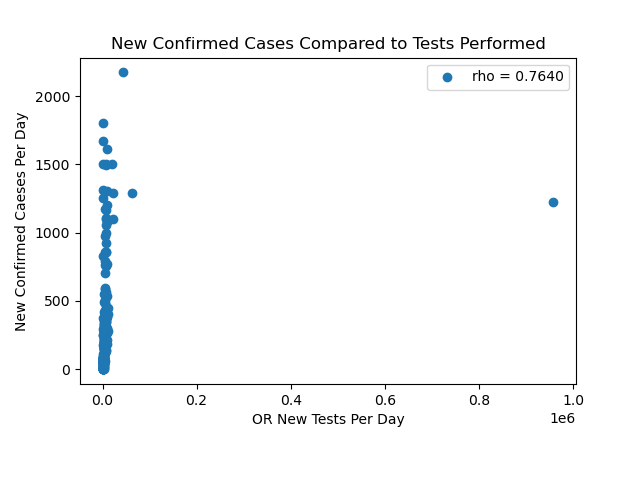 New Confirmed Cases Compared to Tests Performed
rho = 0.7640
New Confirmed Caeses Per Day
2000
1500
1000
500
0
0.0 0.2 0.4 0.6 0.8 1.0
1e6
OR New Tests Per Day